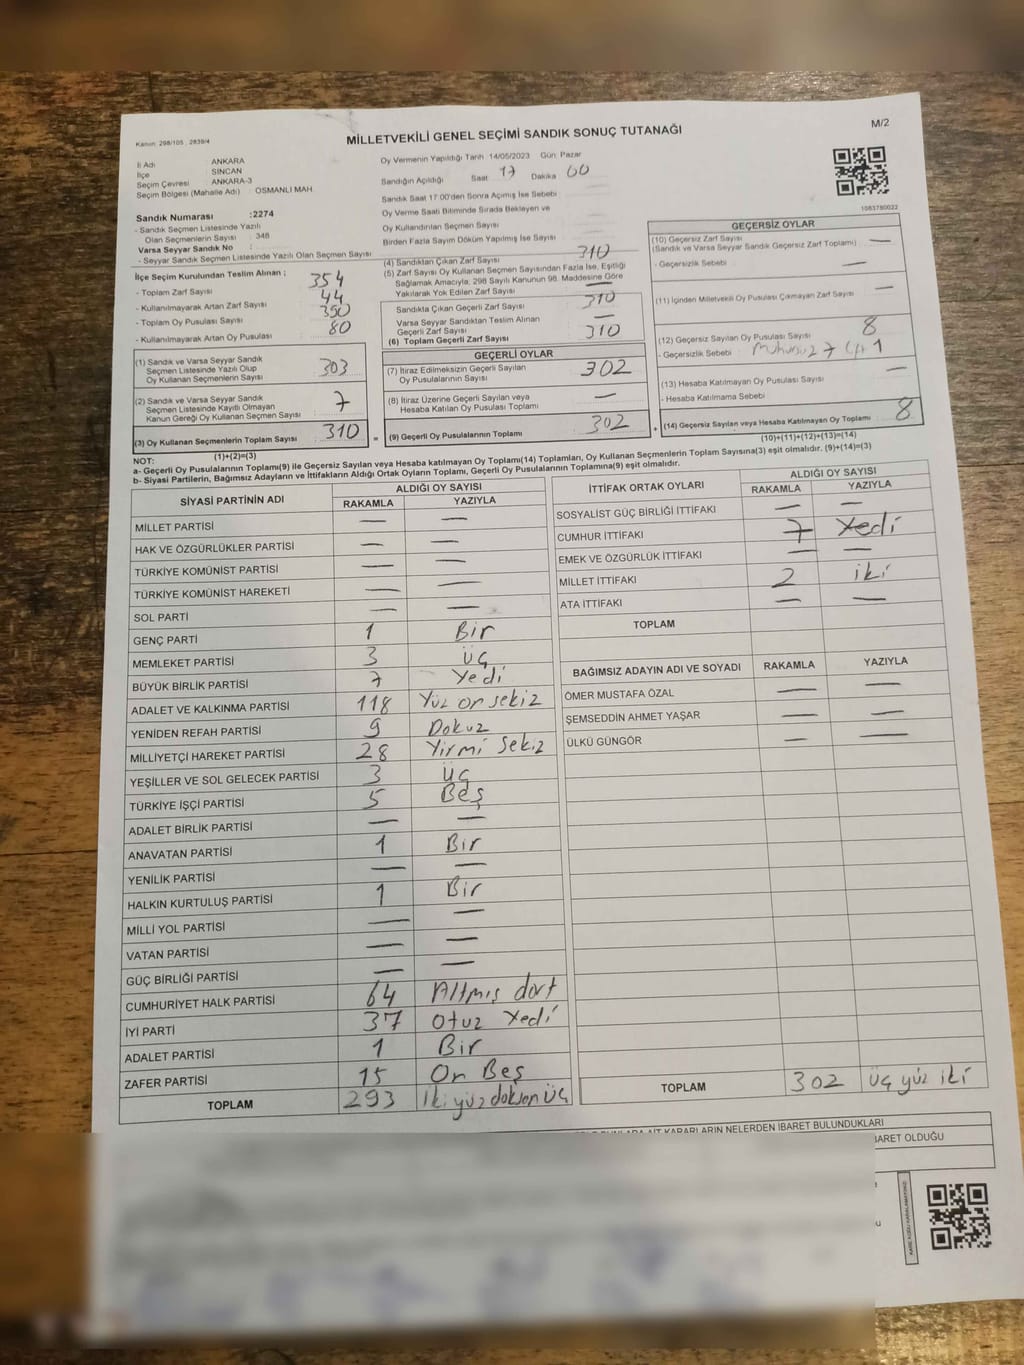 Kanun: 298/105 , 2839/4
MİLLETVEKİLİ GENEL SEÇİMİ SANDIK SONUÇ TUTANAĞI
M/2
İl Adı ANKARA
İlçe SİNCAN
Seçim Çevresi ANKARA-3
Seçim Bölgesi (Mahalle Adı) : OSMANLI MAH
Sandık Numarası :2274
- Sandık Seçmen Listesinde Yazılı
Olan Seçmenlerin Sayısı : 348
Varsa Seyyar Sandık No :
- Seyyar Sandık Seçmen Listesinde Yazılı Olan Seçmen Sayısı
Oy Vermenin Yapıldığı Tarih 14/05/2023 Gün: Pazar
Sandığın Açıldığı Saat 17 Dakika 00
Sandık Saat 17.00'den Sonra Açılmış İse Sebebi
Oy Verme Saati Bitiminde Sırada Bekleyen ve
Oy Kullandırılan Seçmen Sayısı
Birden Fazla Sayım Döküm Yapılmış İse Sayısı
1083780022
İlçe Seçim Kurulundan Teslim Alınan ;
- Toplam Zarf Sayısı 354
- Kullanılmayarak Artan Zarf Sayısı 44
- Toplam Oy Pusulası Sayısı 390
- Kullanılmayarak Artan Oy Pusulası 80
(4) Sandıktan Çıkan Zarf Sayısı 310
(5) Zarf Sayısı Oy Kullanan Seçmen Sayısından Fazla İse, Eşitliği
Sağlamak Amacıyla; 298 Sayılı Kanunun 98. Maddesine Göre
Yakılarak Yok Edilen Zarf Sayısı —
Sandıkta Çıkan Geçerli Zarf Sayısı 310
Varsa Seyyar Sandıktan Teslim Alınan
Geçerli Zarf Sayısı —
(6) Toplam Geçerli Zarf Sayısı 310
GEÇERSİZ OYLAR
(10) Geçersiz Zarf Sayısı
(Sandık ve Varsa Seyyar Sandık Geçersiz Zarf Toplamı) —
- Geçersizlik Sebebi —
(11) İçinden Milletvekili Oy Pusulası Çıkmayan Zarf Sayısı —
(12) Geçersiz Sayılan Oy Pusulası Sayısı 8
- Geçersizlik Sebebi
(13) Hesaba Katılmayan Oy Pusulası Sayısı —
- Hesaba Katılmama Sebebi
(14) Geçersiz Sayılan veya Hesaba Katılmayan Oy Toplamı 8
(10)+(11)+(12)+(13)=(14)
(1) Sandık ve Varsa Seyyar Sandık
Seçmen Listesinde Yazılı Olup
Oy Kullanan Seçmenlerin Sayısı 303
(2) Sandık ve Varsa Seyyar Sandık
Seçmen Listesinde Kayıtlı Olmayan
Kanun Gereği Oy Kullanan Seçmen Sayısı 7
(3) Oy Kullanan Seçmenlerin Toplam Sayısı 310
(1)+(2)=(3)
GEÇERLİ OYLAR
(7) İtiraz Edilmeksizin Geçerli Sayılan
Oy Pusulalarının Sayısı 302
(8) İtiraz Üzerine Geçerli Sayılan veya
Hesaba Katılan Oy Pusulası Toplamı —
= (9) Geçerli Oy Pusulalarının Toplamı 302 +
NOT:
a- Geçerli Oy Pusulalarının Toplamı(9) ile Geçersiz Sayılan veya Hesaba katılmayan Oy Toplamı(14) Toplamları, Oy Kullanan Seçmenlerin Toplam Sayısına(3) eşit olmalıdır. (9)+(14)=(3)
b- Siyasi Partilerin, Bağımsız Adayların ve İttifakların Aldığı Ortak Oyların Toplamı, Geçerli Oy Pusulalarının Toplamına(9) eşit olmalıdır.
SİYASİ PARTİNİN ADI ALDIĞI OY SAYISI
RAKAMLA YAZIYLA
MİLLET PARTİSİ — —
HAK VE ÖZGÜRLÜKLER PARTİSİ — —
TÜRKİYE KOMÜNİST PARTİSİ — —
TÜRKİYE KOMÜNİST HAREKETİ — —
SOL PARTİ — —
GENÇ PARTİ 1 Bir
MEMLEKET PARTİSİ 3 üç
BÜYÜK BİRLİK PARTİSİ 7 Yedi
ADALET VE KALKINMA PARTİSİ 118 Yüz on sekiz
YENİDEN REFAH PARTİSİ 9 Dokuz
MİLLİYETÇİ HAREKET PARTİSİ 28 Yirmi sekiz
YEŞİLLER VE SOL GELECEK PARTİSİ 3 üç
TÜRKİYE İŞÇİ PARTİSİ 5 Beş
ADALET BİRLİK PARTİSİ — —
ANAVATAN PARTİSİ 1 Bir
YENİLİK PARTİSİ — —
HALKIN KURTULUŞ PARTİSİ 1 Bir
MİLLİ YOL PARTİSİ — —
VATAN PARTİSİ — —
GÜÇ BİRLİĞİ PARTİSİ — —
CUMHURİYET HALK PARTİSİ 64 Altmış dört
İYİ PARTİ 37 Otuz Yedi
ADALET PARTİSİ 1 Bir
ZAFER PARTİSİ 15 On Beş
TOPLAM 293 iki yüz doksan üç
İTTİFAK ORTAK OYLARI ALDIĞI OY SAYISI
RAKAMLA YAZIYLA
SOSYALİST GÜÇ BİRLİĞİ İTTİFAKI — —
CUMHUR İTTİFAKI 7 Yedi
EMEK VE ÖZGÜRLÜK İTTİFAKI — —
MİLLET İTTİFAKI 2 iki
ATA İTTİFAKI — —
TOPLAM
BAĞIMSIZ ADAYIN ADI VE SOYADI RAKAMLA YAZIYLA
ÖMER MUSTAFA ÖZAL — —
ŞEMSEDDİN AHMET YAŞAR — —
ÜLKÜ GÜNGÖR — —
TOPLAM 302 üç yüz iki
KARARLARIN NELERDEN İBARET BULUNDUKLARI
BARET OLDUĞU